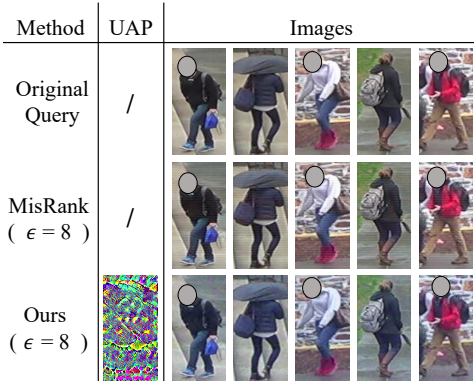 Method UAP Images
Original
Query
/
MisRank
( ϵ = 8 )
/
Ours
( ϵ = 8 )